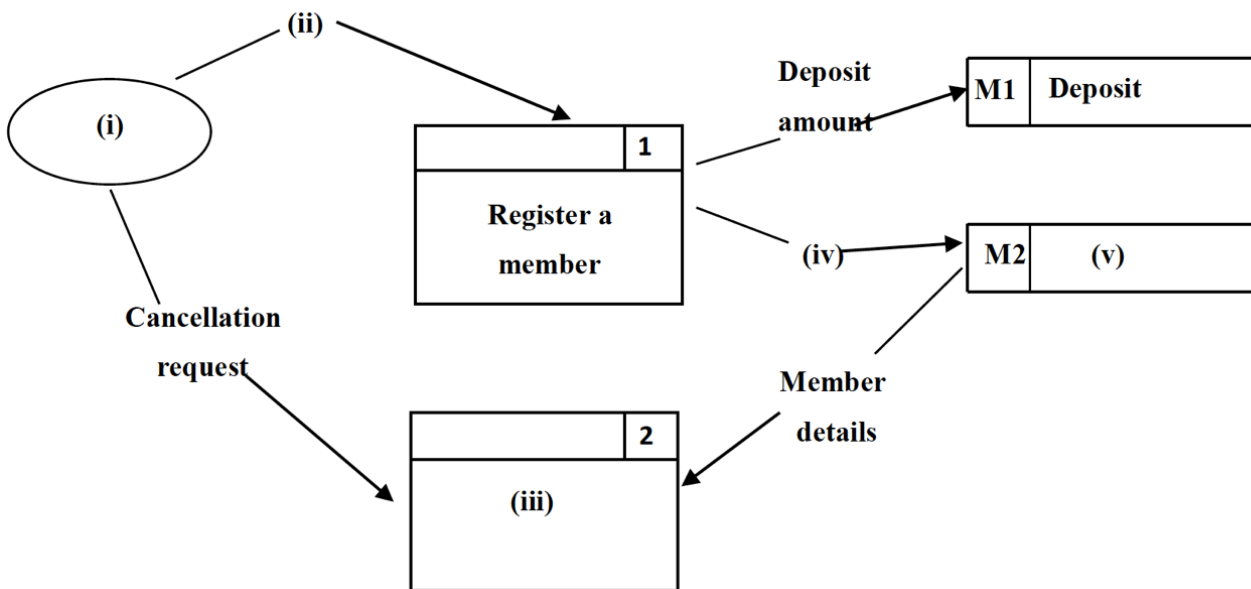 (ii)
(i)
Deposit
amount
M1
Deposit
1
Register a
member
(iv)
M2
(v)
Cancellation
request
Member
details
2
(iii)